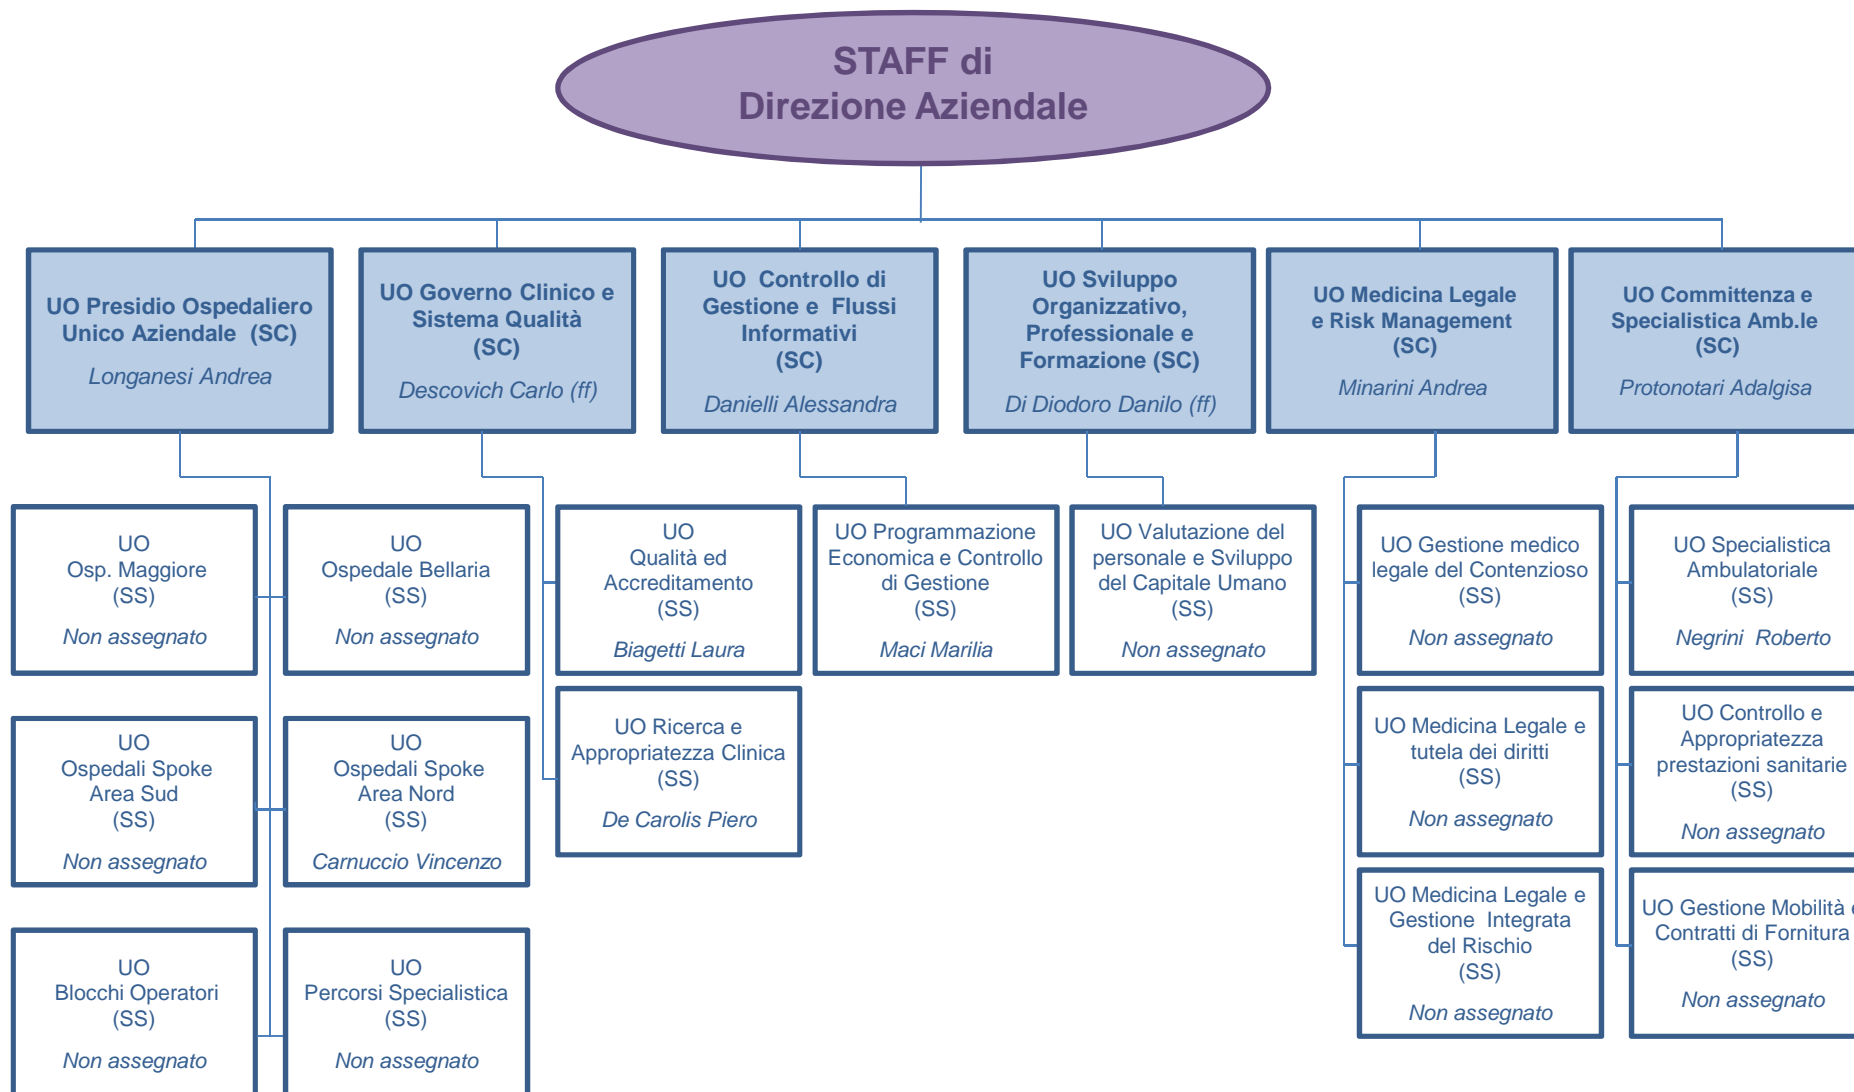 STAFF di
Direzione Aziendale
UO Presidio Ospedaliero
Unico Aziendale (SC)
Longanesi Andrea
UO Governo Clinico e
Sistema Qualità
(SC)
Descovich Carlo (ff)
UO Controllo di
Gestione e Flussi
Informativi
(SC)
Danielli Alessandra
UO Sviluppo
Organizzativo,
Professionale e
Formazione (SC)
Di Diodoro Danilo (ff)
UO Medicina Legale
e Risk Management
(SC)
Minarini Andrea
UO Committenza e
Specialistica Amb.le
(SC)
Protonotari Adalgisa
UO
Osp. Maggiore
(SS)
Non assegnato
UO
Ospedale Bellaria
(SS)
Non assegnato
UO
Qualità ed
Accreditamento
(SS)
Biagetti Laura
UO Programmazione
Economica e Controllo
di Gestione
(SS)
Maci Marilia
UO Valutazione del
personale e Sviluppo
del Capitale Umano
(SS)
Non assegnato
UO Gestione medico
legale del Contenzioso
(SS)
Non assegnato
UO Specialistica
Ambulatoriale
(SS)
Negrini Roberto
UO
Ospedali Spoke
Area Sud
(SS)
Non assegnato
UO
Ospedali Spoke
Area Nord
(SS)
Carnuccio Vincenzo
UO Ricerca e
Appropriatezza Clinica
(SS)
De Carolis Piero
UO Medicina Legale e
tutela dei diritti
(SS)
Non assegnato
UO Controllo e
Appropriatezza
prestazioni sanitarie
(SS)
Non assegnato
UO
Blocchi Operatori
(SS)
Non assegnato
UO
Percorsi Specialistica
(SS)
Non assegnato
UO Medicina Legale e
Gestione Integrata
del Rischio
(SS)
Non assegnato
UO Gestione Mobilità e
Contratti di Fornitura
(SS)
Non assegnato